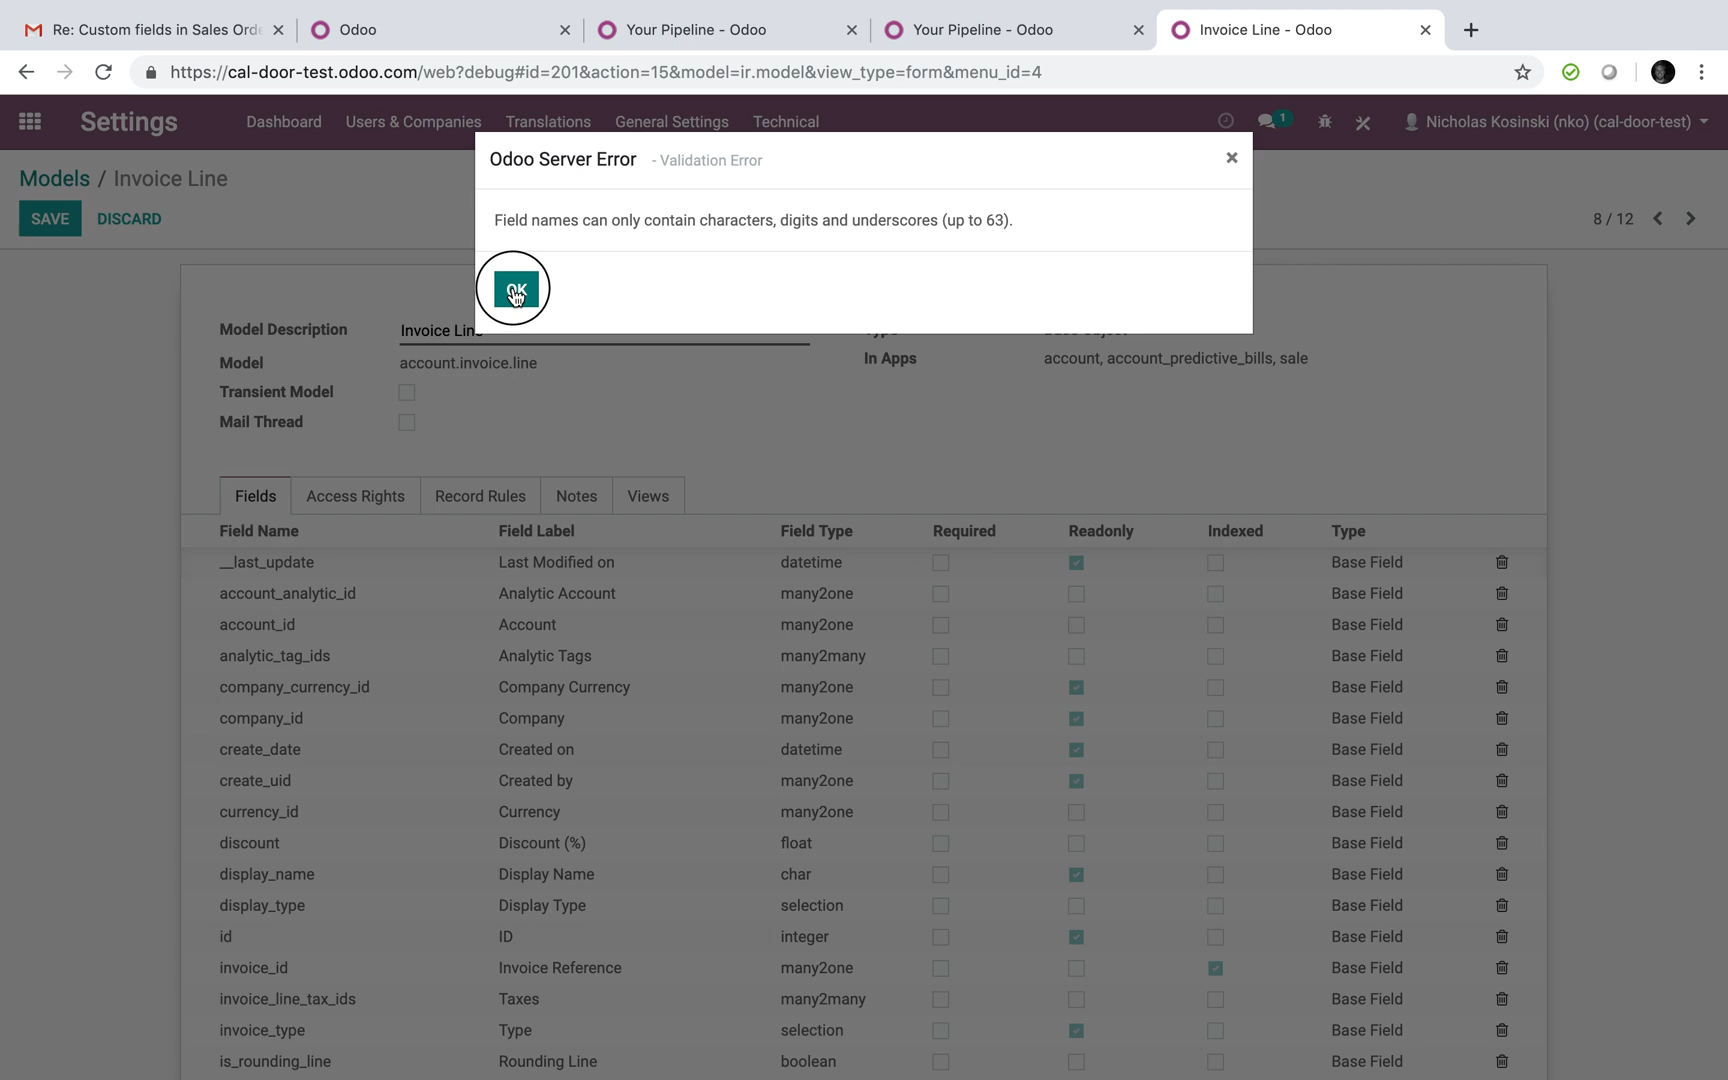 Re: Custom fields in Sales Orde
Odoo
Your Pipeline - Odoo
Your Pipeline - Odoo
Invoice Line - Odoo
https://cal-door-test.odoo.com/web?debug#id=201&action=15&model=ir.model&view_type=form&menu_id=4
Settings Dashboard Users & Companies Translations General Settings Technical 1 Nicholas Kosinski (nko) (cal-door-test)
Odoo Server Error - Validation Error
Models / Invoice Line
SAVE DISCARD
Field names can only contain characters, digits and underscores (up to 63).
8 / 12
OK
Model Description Invoice Line
Model account.invoice.line
In Apps account, account_predictive_bills, sale
Transient Model
Mail Thread
Fields Access Rights Record Rules Notes Views
Field Name Field Label Field Type Required Readonly Indexed Type
__last_update Last Modified on datetime Base Field
account_analytic_id Analytic Account many2one Base Field
account_id Account many2one Base Field
analytic_tag_ids Analytic Tags many2many Base Field
company_currency_id Company Currency many2one Base Field
company_id Company many2one Base Field
create_date Created on datetime Base Field
create_uid Created by many2one Base Field
currency_id Currency many2one Base Field
discount Discount (%) float Base Field
display_name Display Name char Base Field
display_type Display Type selection Base Field
id ID integer Base Field
invoice_id Invoice Reference many2one Base Field
invoice_line_tax_ids Taxes many2many Base Field
invoice_type Type selection Base Field
is_rounding_line Rounding Line boolean Base Field